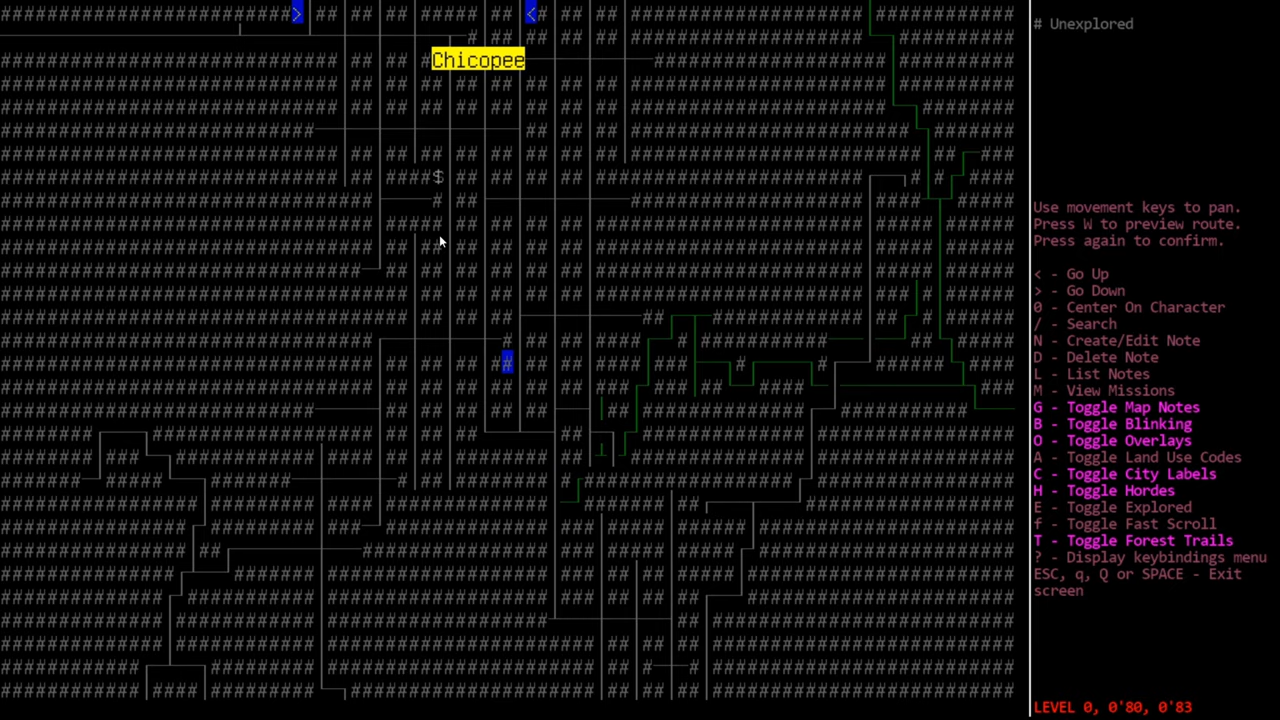 # Unexplored
Chicopee
Use movement keys to pan.
Press W to preview route.
Press again to confirm.
< - Go Up
> - Go Down
0 - Center On Character
/ - Search
N - Create/Edit Note
D - Delete Note
L - List Notes
M - View Missions
G - Toggle Map Notes
B - Toggle Blinking
O - Toggle Overlays
A - Toggle Land Use Codes
C - Toggle City Labels
H - Toggle Hordes
E - Toggle Explored
f - Toggle Fast Scroll
T - Toggle Forest Trails
? - Display keybindings menu
ESC, q, Q or SPACE - Exit
screen
LEVEL 0, 0'80, 0'83